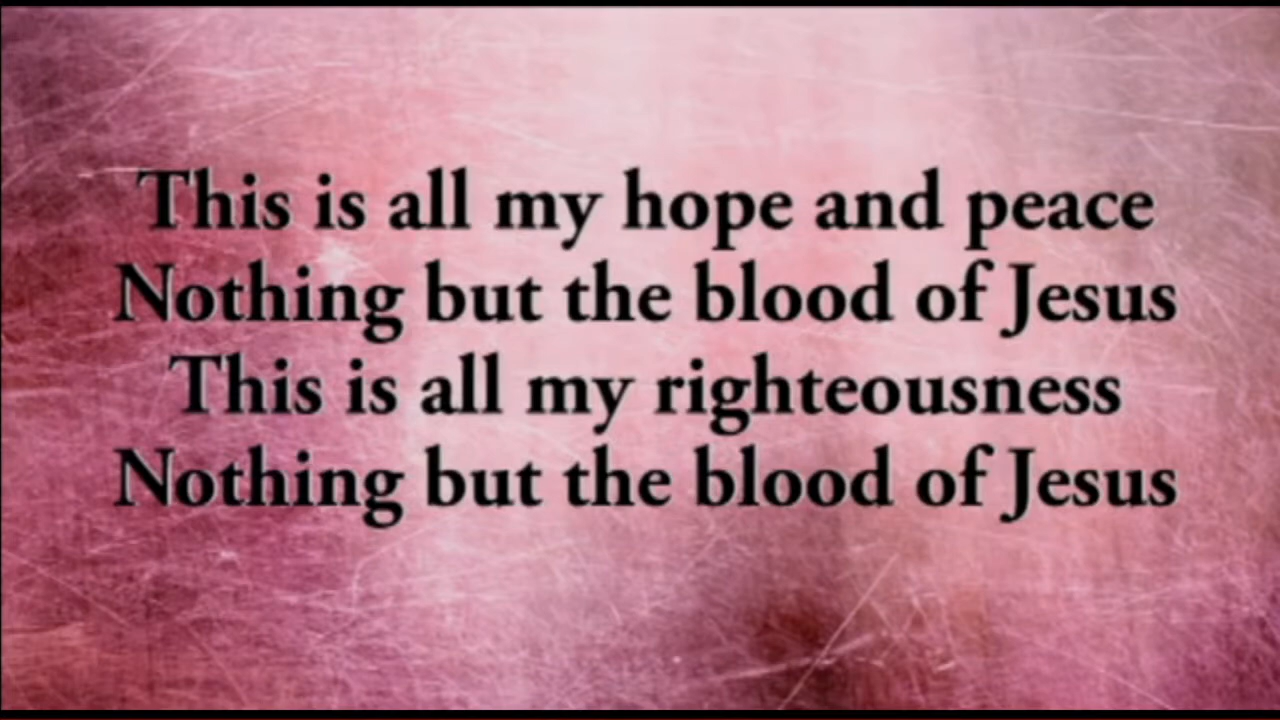 This is all my hope and peace
Nothing but the blood of Jesus
This is all my righteousness
Nothing but the blood of Jesus